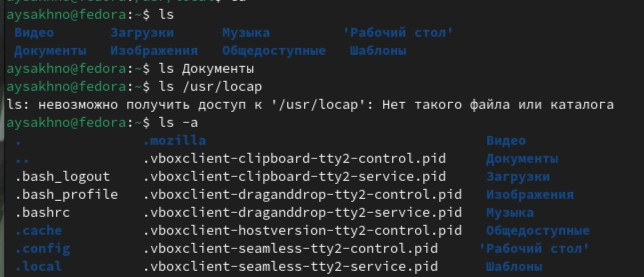 aysakhno@fedora:~$ ls
Видео Загрузки Музыка 'Рабочий стол'
Документы Изображения Общедоступные Шаблоны
aysakhno@fedora:~$ ls Документы
aysakhno@fedora:~$ ls /usr/locap
ls: невозможно получить доступ к '/usr/locap': Нет такого файла или каталога
aysakhno@fedora:~$ ls -a
. .mozilla Видео
.. .vboxclient-clipboard-tty2-control.pid Документы
.bash_logout .vboxclient-clipboard-tty2-service.pid Загрузки
.bash_profile .vboxclient-draganddrop-tty2-control.pid Изображения
.bashrc .vboxclient-draganddrop-tty2-service.pid Музыка
.cache .vboxclient-hostversion-tty2-control.pid Общедоступные
.config .vboxclient-seamless-tty2-control.pid 'Рабочий стол'
.local .vboxclient-seamless-tty2-service.pid Шаблоны